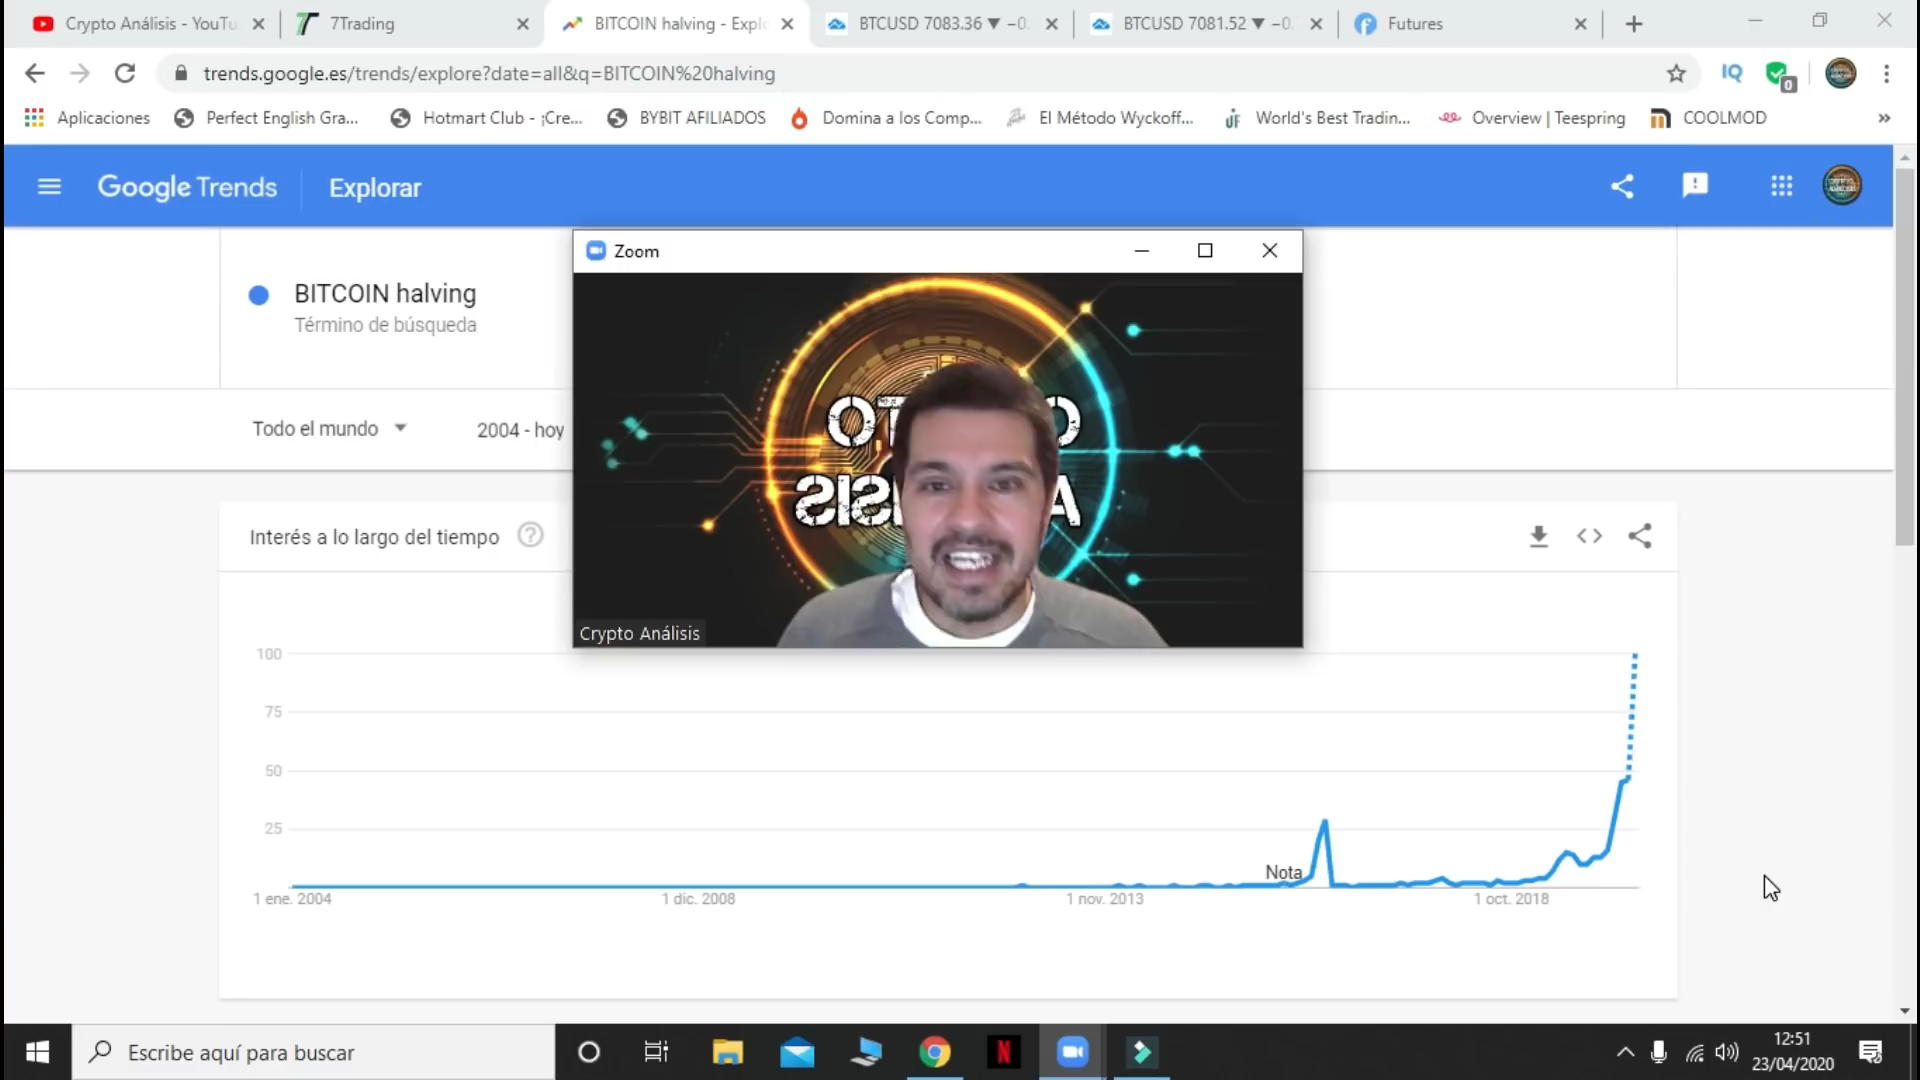 Crypto Análisis - YouTu
7Trading
BITCOIN halving - Explo
BTCUSD 7083.36 ▼ −0.
BTCUSD 7081.52 ▼ −0.
Futures
trends.google.es/trends/explore?date=all&q=BITCOIN%20halving
IQ
0
Aplicaciones
Perfect English Gra...
Hotmart Club - ¡Cre...
BYBIT AFILIADOS
Domina a los Comp...
El Método Wyckoff...
World's Best Tradin...
Overview | Teespring
COOLMOD
»
Google Trends
Explorar
Zoom
BITCOIN halving
Término de búsqueda
Todo el mundo
2004 - hoy
Interés a lo largo del tiempo
Crypto Análisis
100
75
50
25
Nota
1 ene. 2004
1 dic. 2008
1 nov. 2013
1 oct. 2018
Escribe aquí para buscar
12:51
23/04/2020